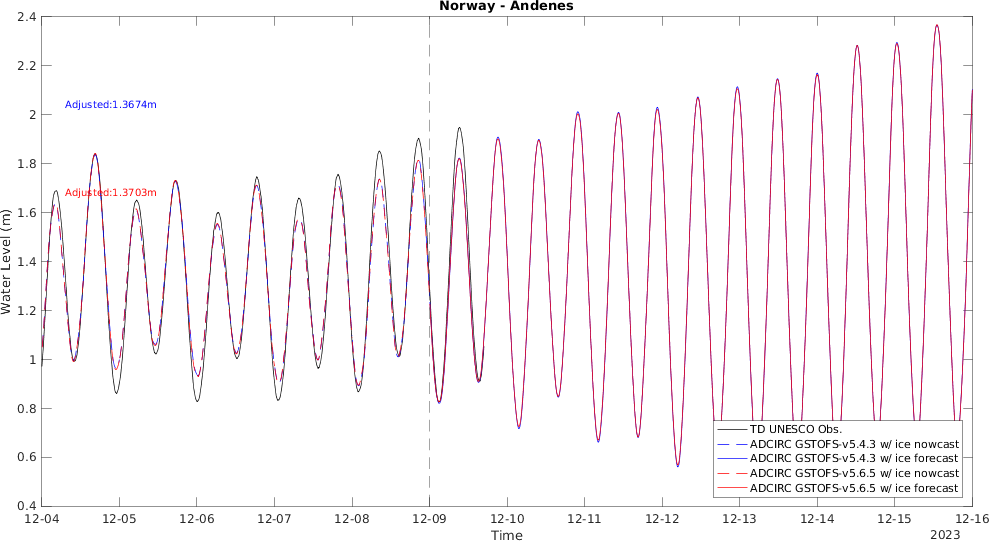 Norway - Andenes
2.4
2.2
2
1.8
1.6
1.4
1.2
1
0.8
0.6
0.4
Water Level (m)
Adjusted:1.3674m
Adjusted:1.3703m
TD UNESCO Obs.
ADCIRC GSTOFS-v5.4.3 w/ ice nowcast
ADCIRC GSTOFS-v5.4.3 w/ ice forecast
ADCIRC GSTOFS-v5.6.5 w/ ice nowcast
ADCIRC GSTOFS-v5.6.5 w/ ice forecast
12-04 12-05 12-06 12-07 12-08 12-09 12-10 12-11 12-12 12-13 12-14 12-15 12-16
Time
2023